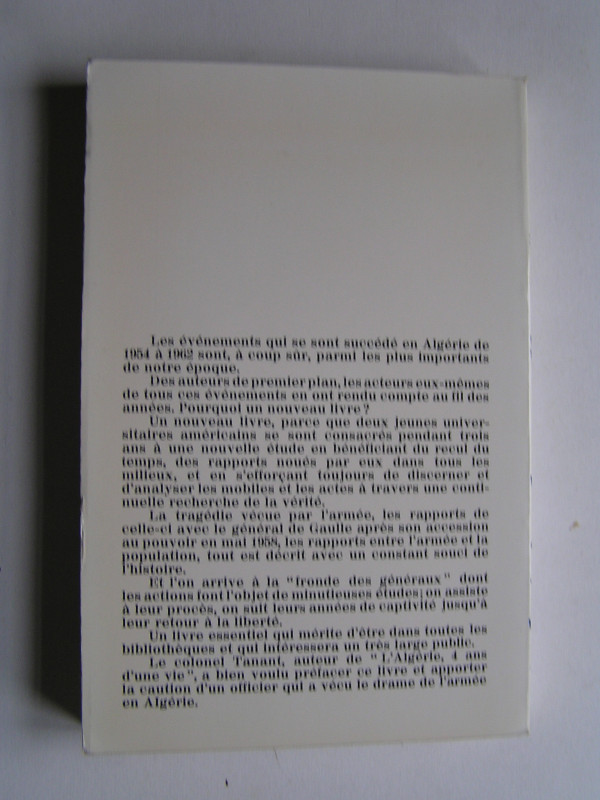 Les événements qui se sont succédé en Algérie de
1954 à 1962 sont, à coup sûr, parmi les plus importants
de notre époque.
Des auteurs de premier plan, les acteurs eux-mêmes
de tous ces événements en ont rendu compte au fil des
années. Pourquoi un nouveau livre ?
Un nouveau livre, parce que deux jeunes univer-
sitaires américains se sont consacrés pendant trois
ans à une nouvelle étude en bénéficiant du recul du
temps, des rapports noués par eux dans tous les
milieux, et en s'efforçant toujours de discerner et
d'analyser les mobiles et les actes à travers une conti-
nuelle recherche de la vérité.
La tragédie vécue par l'armée, les rapports de
celle-ci avec le général de Gaulle après son accession
au pouvoir en mai 1958, les rapports entre l'armée et la
population, tout est décrit avec un constant souci de
l'histoire.
Et l'on arrive à la "fronde des généraux" dont
les actions font l'objet de minutieuses études; on assiste
à leur procès, on suit leurs années de captivité jusqu'à
leur retour à la liberté.
Un livre essentiel qui mérite d'être dans toutes les
bibliothèques et qui intéressera un très large public.
Le colonel Tanant, auteur de "L'Algérie, 4 ans
d'une vie", a bien voulu préfacer ce livre et apporter
la caution d'un officier qui a vécu le drame de l'armée
en Algérie.